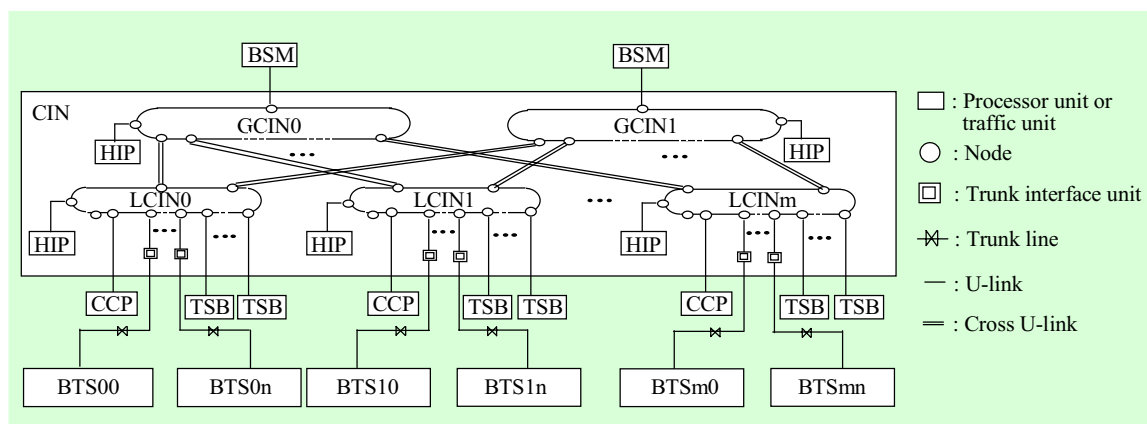 BSM BSM
CIN
GCIN0 GCIN1
HIP HIP
•••
•••
LCIN0 LCIN1 ••• LCINm
HIP HIP HIP
••• ••• ••• ••• ••• •••
CCP TSB TSB CCP TSB TSB CCP TSB TSB
BTS00 BTS0n BTS10 BTS1n BTSm0 BTSmn
: Processor unit or
traffic unit
: Node
: Trunk interface unit
: Trunk line
: U-link
: Cross U-link